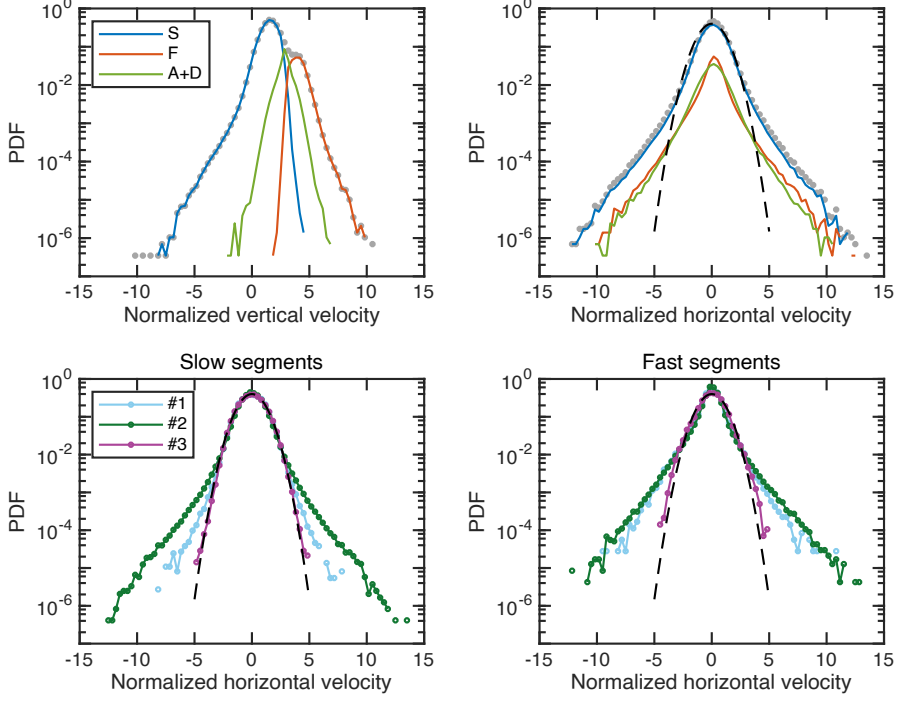 10^0
10^-2
10^-4
10^-6
PDF
S
F
A+D
-15 -10 -5 0 5 10 15
Normalized vertical velocity
10^0
10^-2
10^-4
10^-6
PDF
-15 -10 -5 0 5 10 15
Normalized horizontal velocity
Slow segments
10^0
10^-2
10^-4
10^-6
PDF
#1
#2
#3
-15 -10 -5 0 5 10 15
Normalized horizontal velocity
Fast segments
10^0
10^-2
10^-4
10^-6
PDF
-15 -10 -5 0 5 10 15
Normalized horizontal velocity